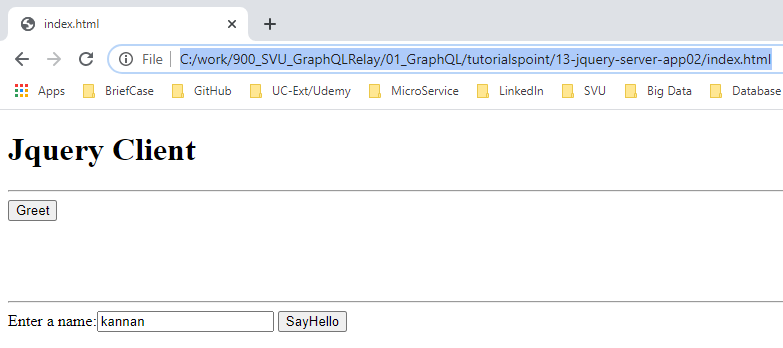 index.html
File C:/work/900_SVU_GraphQLRelay/01_GraphQL/tutorialspoint/13-jquery-server-app02/index.html
Apps BriefCase GitHub UC-Ext/Udemy MicroService LinkedIn SVU Big Data Database
Jquery Client
Greet
Enter a name: kannan SayHello